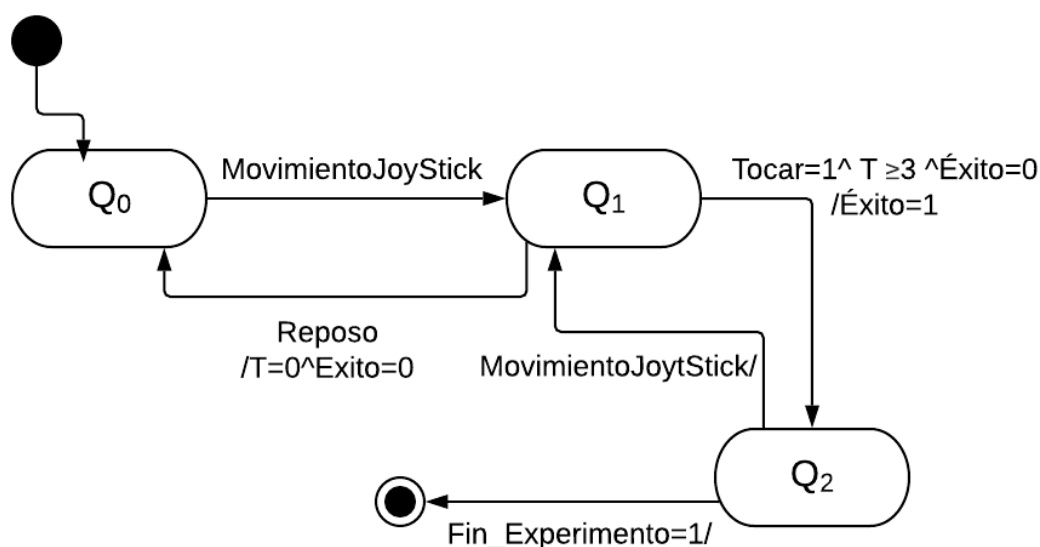 MovimientoJoyStick
Tocar=1^ T ≥3 ^Éxito=0
/Éxito=1
Q₀
Q₁
Reposo
/T=0^Exito=0
MovimientoJoytStick/
Q₂
Fin_Experimento=1/